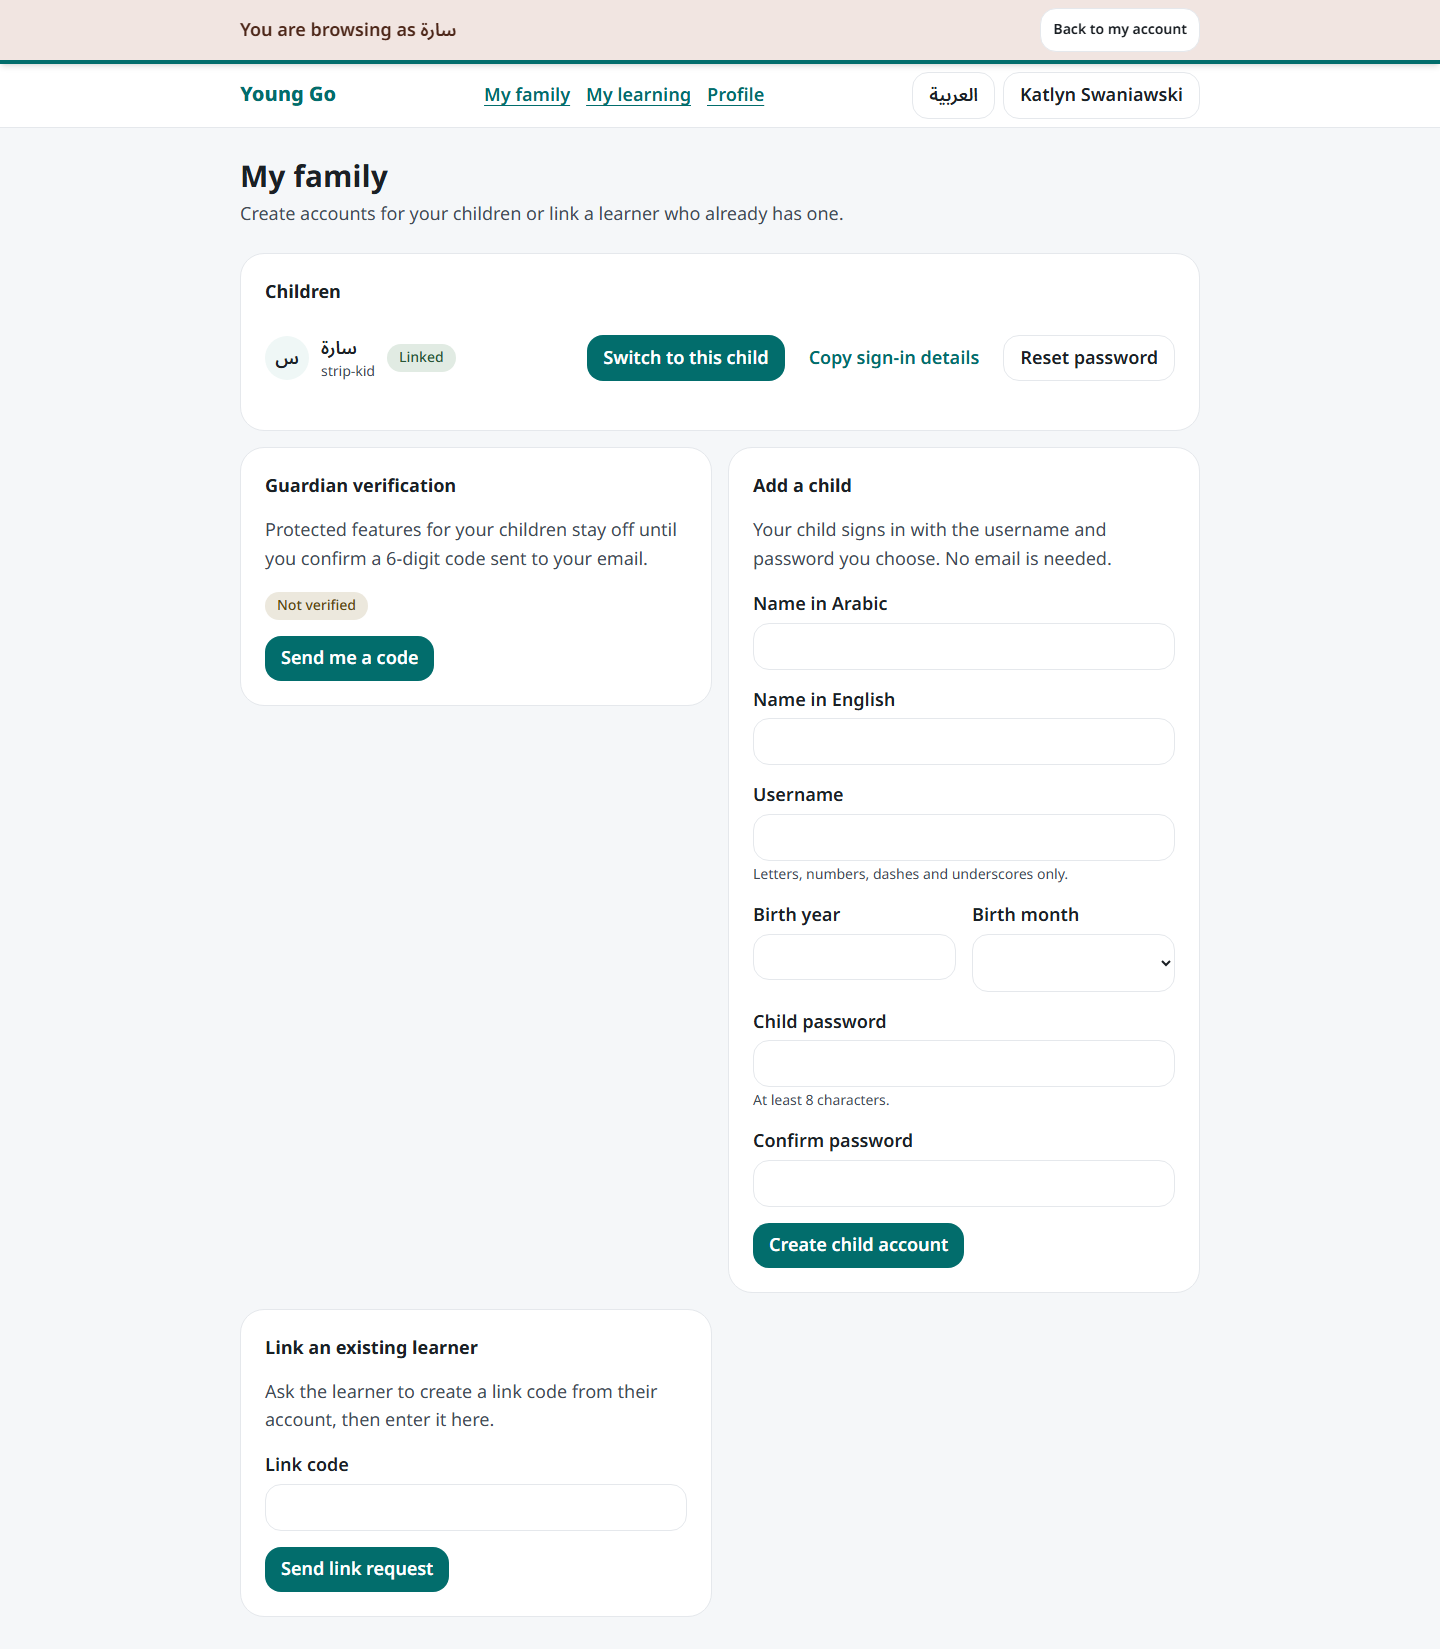 You are browsing as سارة
Back to my account
Young Go
My family
My learning
Profile
العربية
Katlyn Swaniawski
My family
Create accounts for your children or link a learner who already has one.
Children
س
سارة
strip-kid
Linked
Switch to this child
Copy sign-in details
Reset password
Guardian verification
Protected features for your children stay off until
you confirm a 6-digit code sent to your email.
Not verified
Send me a code
Add a child
Your child signs in with the username and
password you choose. No email is needed.
Name in Arabic
Name in English
Username
Letters, numbers, dashes and underscores only.
Birth year
Birth month
Child password
At least 8 characters.
Confirm password
Create child account
Link an existing learner
Ask the learner to create a link code from their
account, then enter it here.
Link code
Send link request